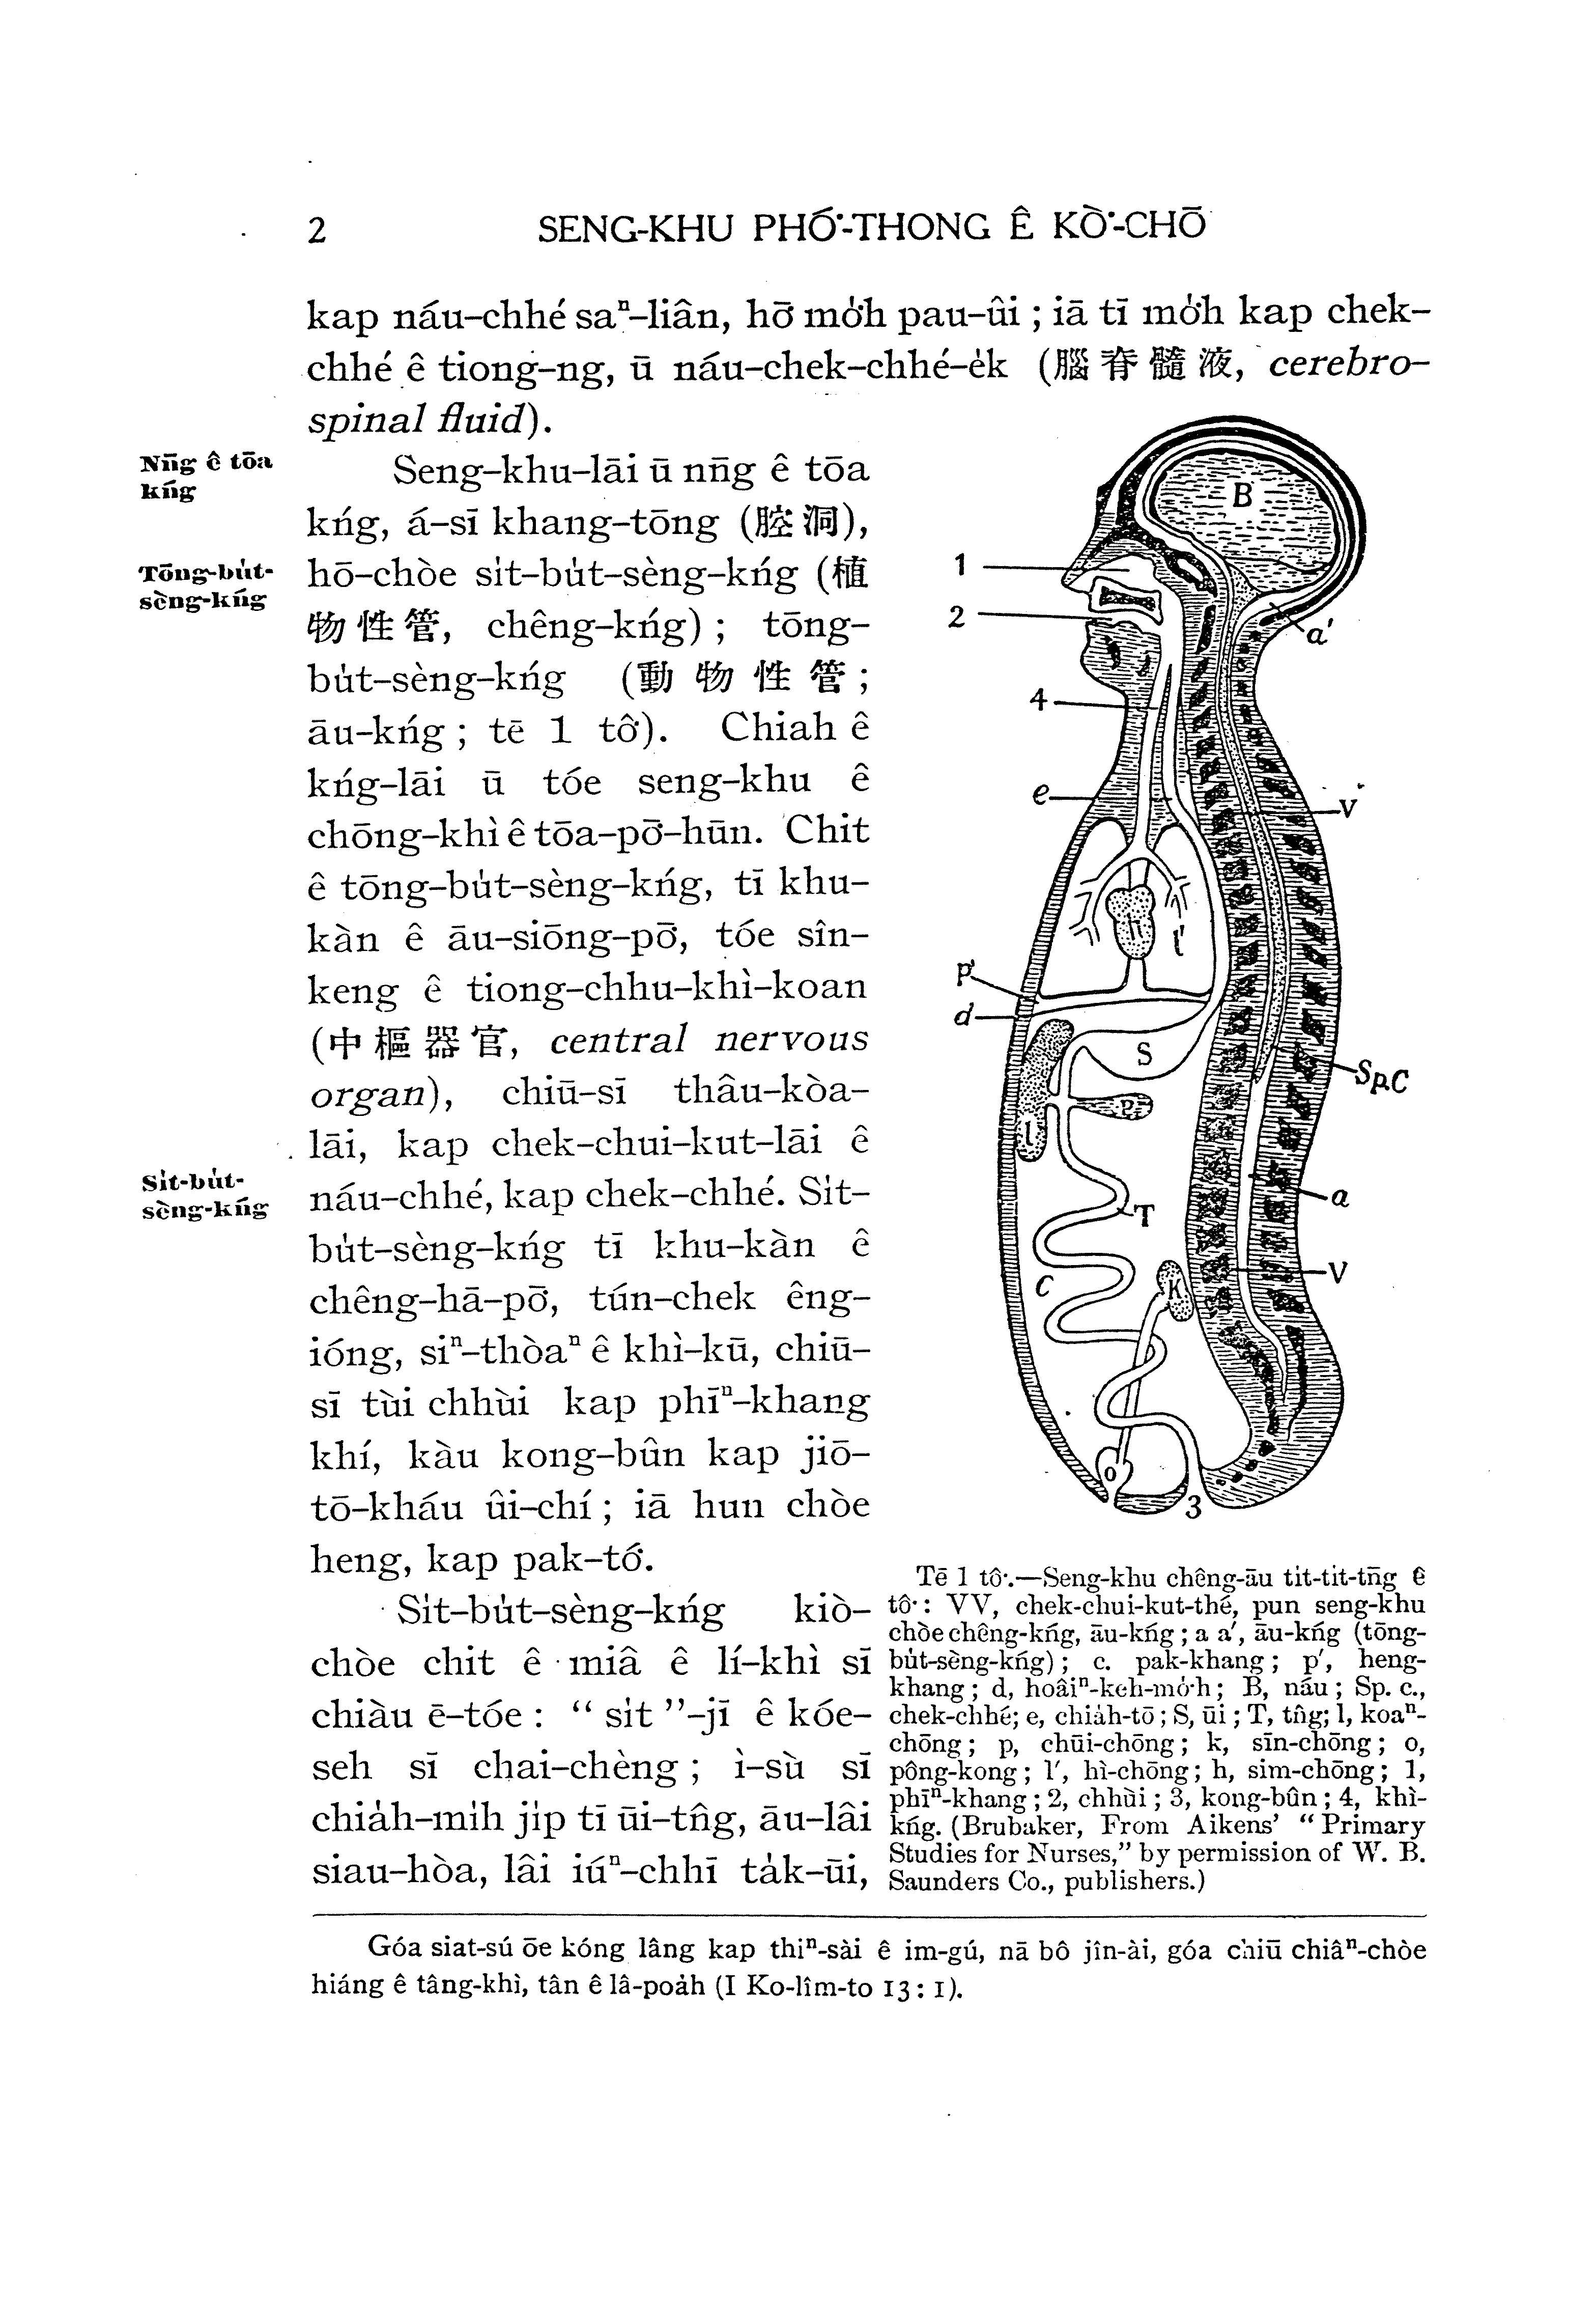 2 SENG-KHU PHÓ͘-THONG Ê KÒ͘-CHŌ
kap náu-chhé saⁿ-liân, hō͘ mo̍͘h pau-ûi ; iā tī mo̍͘h kap chek-
chhé ê tiong-ng, ū náu-chek-chhé-e̍k (腦脊髓液, cerebro-
spinal fluid).
Nn̄g ê tōa
kńg
Seng-khu-lāi ū nn̄g ê tōa
kńg, á-sī khang-tōng (腔洞),
Tōng-bu̍t-
sèng-kńg
hō-chòe si̍t-bu̍t-sèng-kńg (植
物性管, chêng-kńg) ; tōng-
bu̍t-sèng-kńg (動物性管 ;
āu-kńg ; tē 1 tô͘). Chiah ê
kńg-lāi ū tóe seng-khu ê
chōng-khì ê tōa-pō͘-hūn. Chit
ê tōng-bu̍t-sèng-kńg, tī khu-
kàn ê āu-siōng-pō͘, tóe sîn-
keng ê tiong-chhu-khì-koan
(中樞器官, central nervous
organ), chiū-sī thâu-kòa-
lāi, kap chek-chui-kut-lāi ê
Si̍t-bu̍t-
sèng-kńg
náu-chhé, kap chek-chhé. Si̍t-
bu̍t-sèng-kńg tī khu-kàn ê
chêng-hā-pō͘, tún-chek êng-
ióng, siⁿ-thòaⁿ ê khì-kū, chiū-
sī tùi chhùi kap phīⁿ-khang
khí, kàu kong-bûn kap jiō-
tō-kháu ûi-chí ; iā hun chòe
heng, kap pak-tó͘.
Si̍t-bu̍t-sèng-kńg kiò-
chòe chit ê miâ ê lí-khì sī
chiàu ē-tóe : “ si̍t ”-jī ê kóe-
seh sī chai-chèng ; ì-sù sī
chia̍h-mi̍h ji̍p tī ūi-tn̂g, āu-lâi
siau-hòa, lâi iúⁿ-chhī ta̍k-ūi,
B
1
2
a'
4
e
V
h
l'
p'
d
S
Sp.C
P
l
a
T
C
K
V
o
3
Tē 1 tô͘.—Seng-khu chêng-āu ti̍t-ti̍t-tn̄g ê
tô͘ : VV, chek-chui-kut-thé, pun seng-khu
chòe chêng-kńg, āu-kńg ; a a′, āu-kńg (tōng-
bu̍t-sèng-kńg) ; c. pak-khang ; p′, heng-
khang ; d, hoâiⁿ-keh-mo̍͘h ; B, náu ; Sp. c.,
chek-chhé; e, chia̍h-tō ; S, ūi ; T, tn̂g; l, koaⁿ-
chōng ; p, chūi-chōng ; k, sīn-chōng ; o,
pông-kong ; l′, hì-chōng ; h, sim-chōng ; 1,
phīⁿ-khang ; 2, chhùi ; 3, kong-bûn ; 4, khì-
kńg. (Brubaker, From Aikens’ “Primary
Studies for Nurses,” by permission of W. B.
Saunders Co., publishers.)
Góa siat-sú ōe kóng lâng kap thiⁿ-sài ê im-gú, nā bô jîn-ài, góa chiū chiâⁿ-chòe
hiáng ê tâng-khì, tân ê lâ-poa̍h (I Ko-lîm-to 13 : 1).